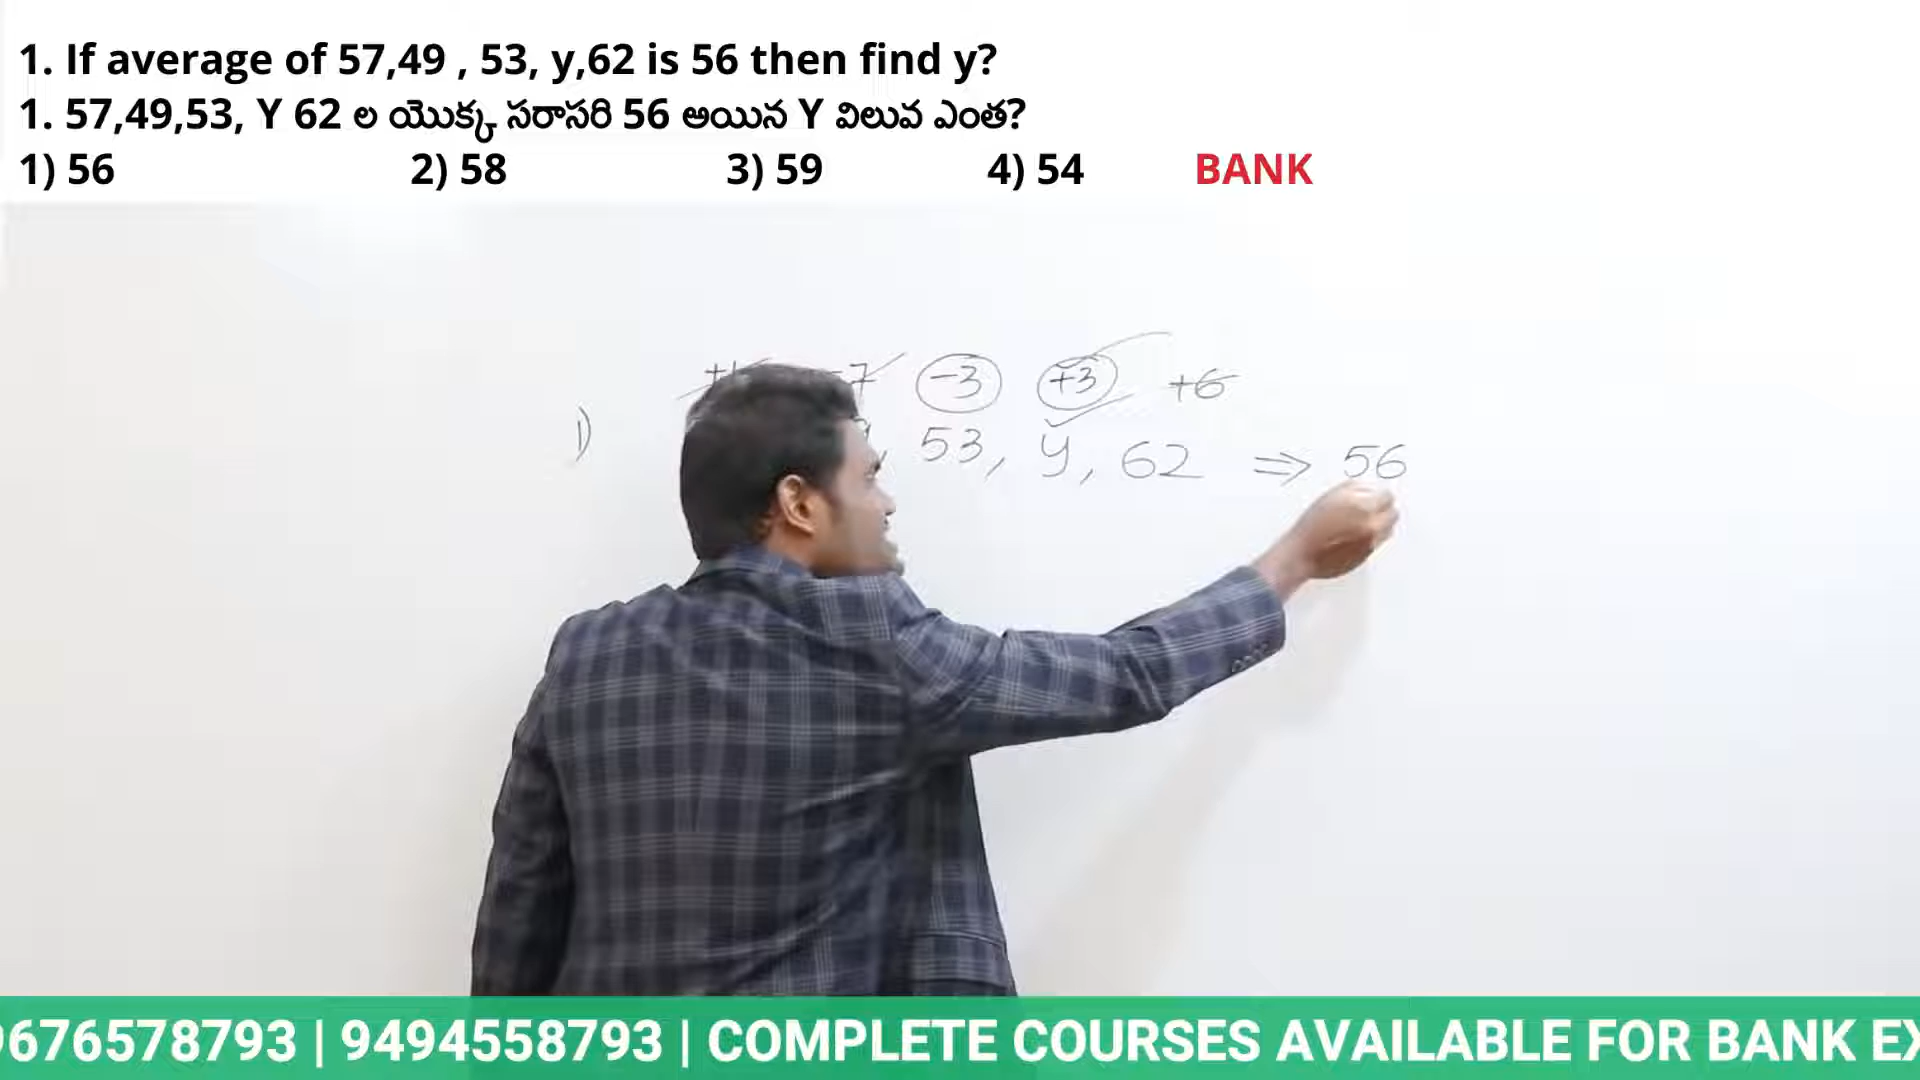 1. If average of 57,49 , 53, y,62 is 56 then find y?
1. 57,49,53, Y 62 ల యొక్క సరాసరి 56 అయిన Y విలువ ఎంత?
1) 56 2) 58 3) 59 4) 54 BANK
-7 -3 +3 +6
1) , 53, y, 62 ⇒ 56
9676578793 | 9494558793 | COMPLETE COURSES AVAILABLE FOR BANK EX